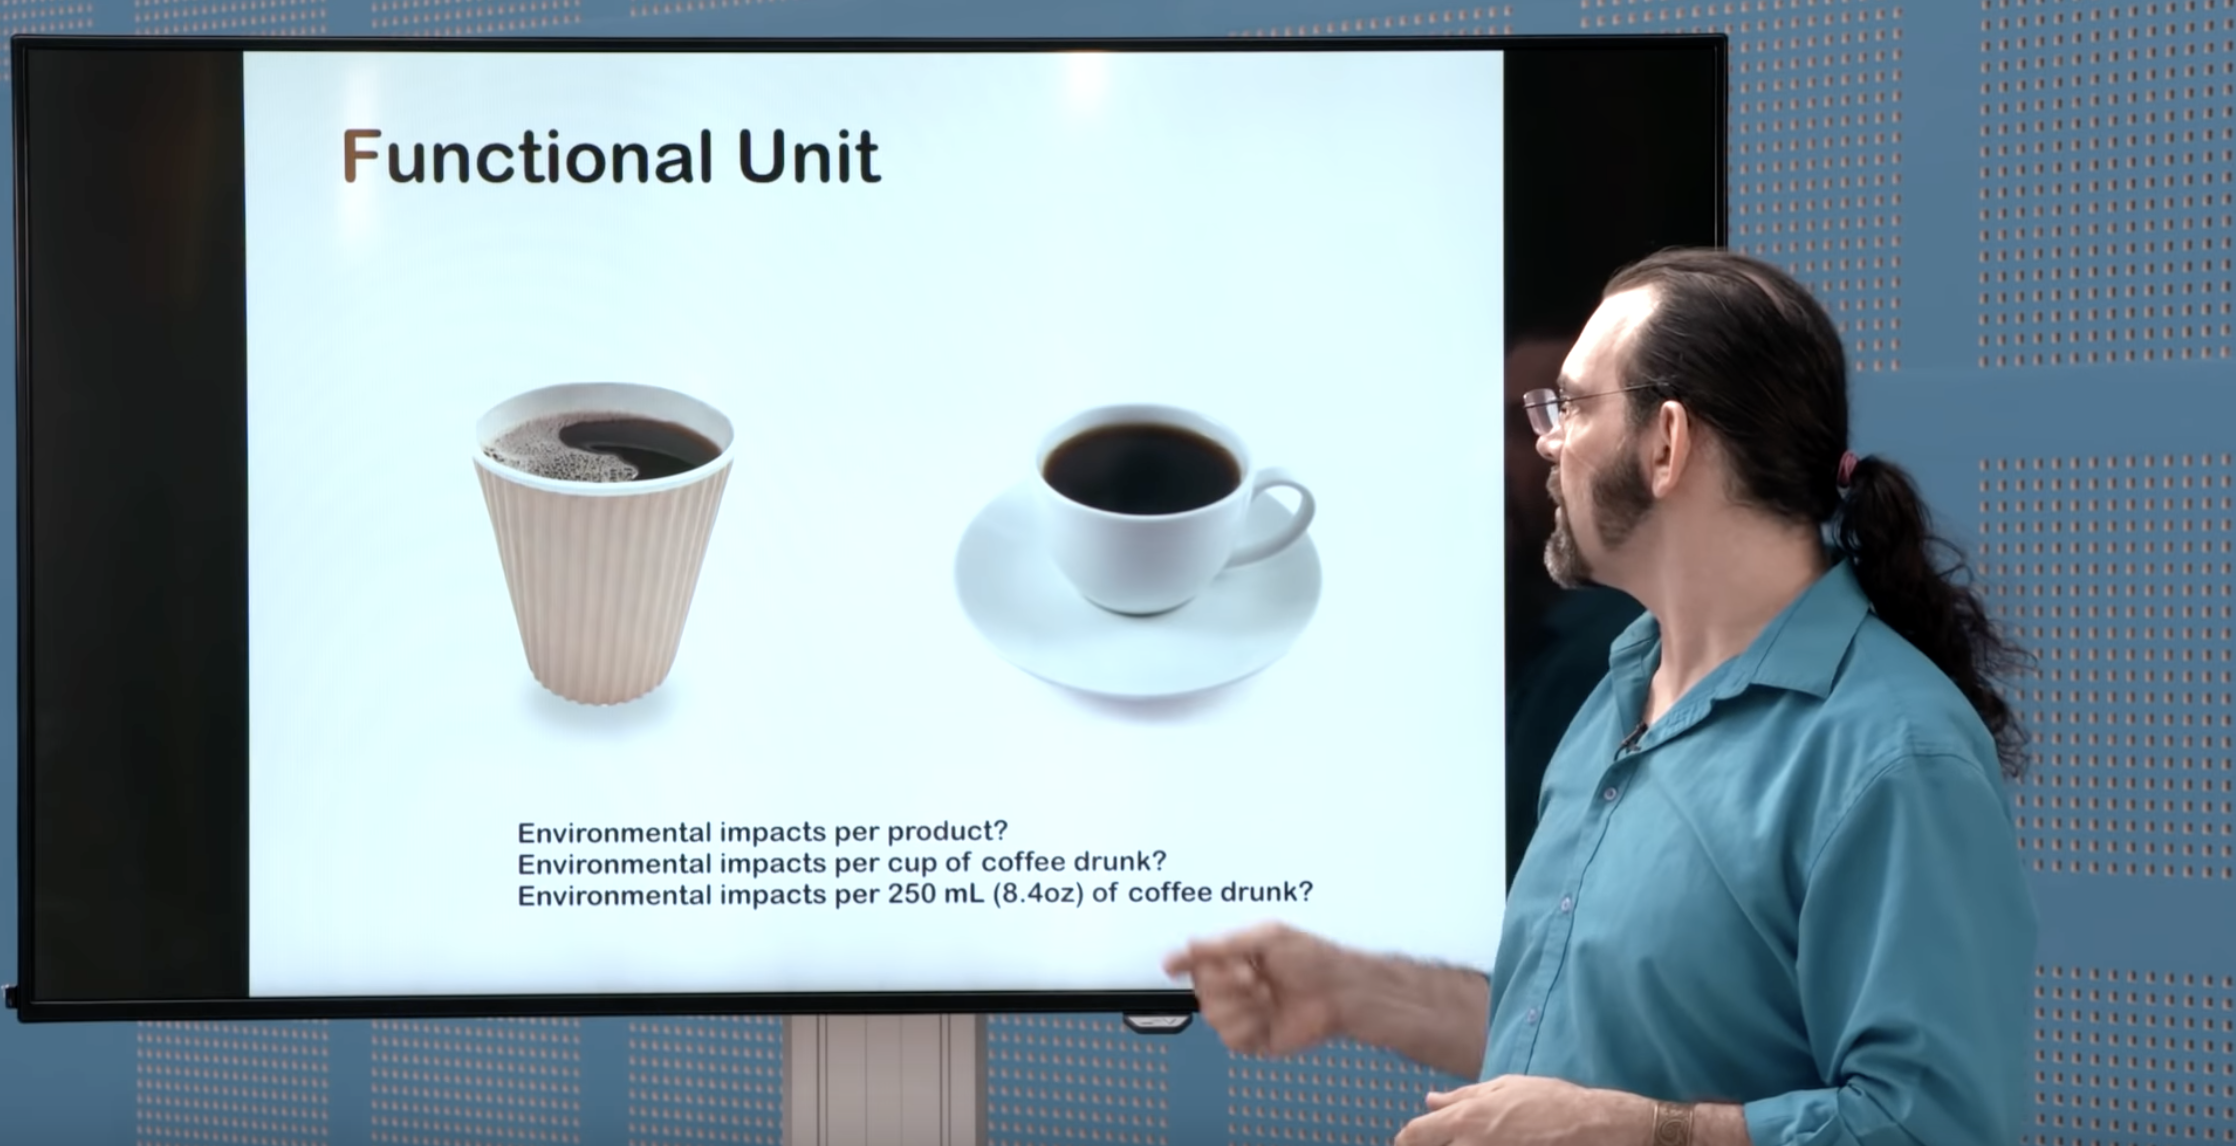 Functional Unit
Environmental impacts per product?
Environmental impacts per cup of coffee drunk?
Environmental impacts per 250 mL (8.4oz) of coffee drunk?